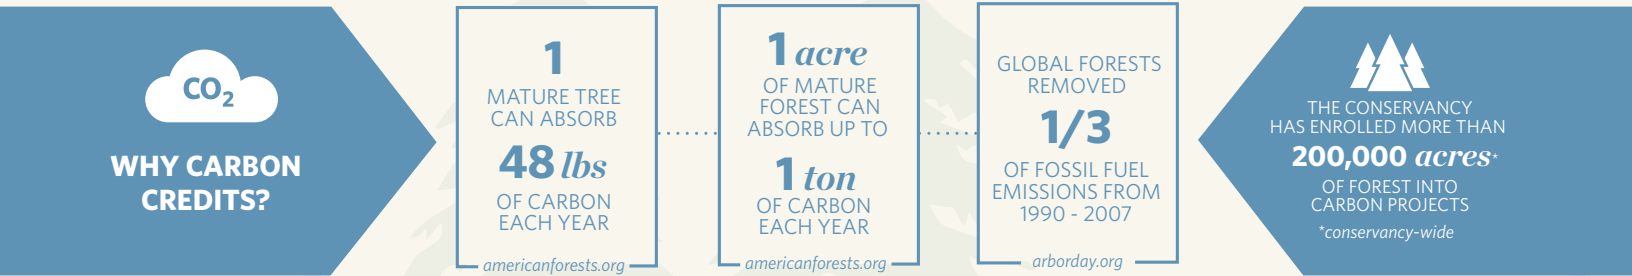 CO2
WHY CARBON
CREDITS?
1
MATURE TREE
CAN ABSORB
48 lbs
OF CARBON
EACH YEAR
americanforests.org
1 acre
OF MATURE
FOREST CAN
ABSORB UP TO
1 ton
OF CARBON
EACH YEAR
americanforests.org
GLOBAL FORESTS
REMOVED
1/3
OF FOSSIL FUEL
EMISSIONS FROM
1990 - 2007
arborday.org
THE CONSERVANCY
HAS ENROLLED MORE THAN
200,000 acres*
OF FOREST INTO
CARBON PROJECTS
*conservancy-wide